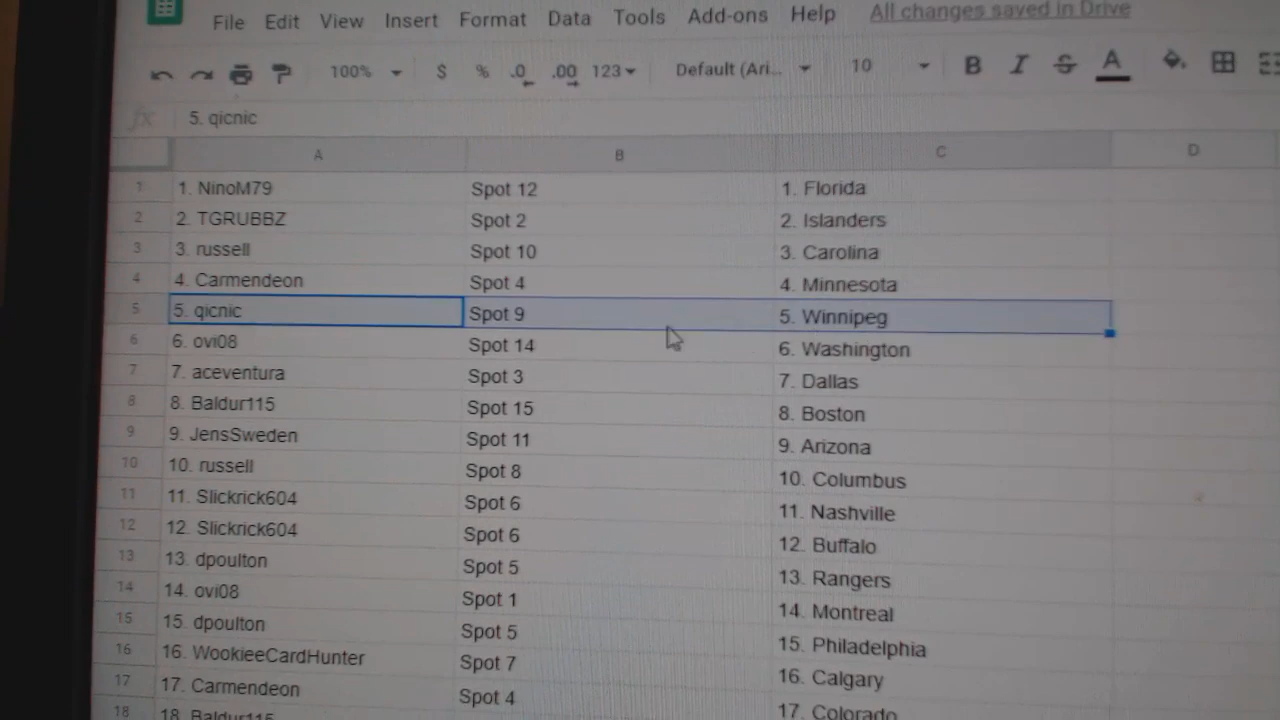 File Edit View Insert Format Data Tools Add-ons Help All changes saved in Drive
100% $ % .0 .00 123 Default (Ari... 10 B I S A
fx 5. qicnic
A B C D
1 1. NinoM79 Spot 12 1. Florida
2 2. TGRUBBZ Spot 2 2. Islanders
3 3. russell Spot 10 3. Carolina
4 4. Carmendeon Spot 4 4. Minnesota
5 5. qicnic Spot 9 5. Winnipeg
6 6. ovi08 Spot 14 6. Washington
7 7. aceventura Spot 3 7. Dallas
8 8. Baldur115 Spot 15 8. Boston
9 9. JensSweden Spot 11 9. Arizona
10 10. russell Spot 8 10. Columbus
11 11. Slickrick604 Spot 6 11. Nashville
12 12. Slickrick604 Spot 6 12. Buffalo
13 13. dpoulton Spot 5 13. Rangers
14 14. ovi08 Spot 1 14. Montreal
15 15. dpoulton Spot 5 15. Philadelphia
16 16. WookieeCardHunter Spot 7 16. Calgary
17 17. Carmendeon Spot 4 17. Colorado
18 18. Baldur115